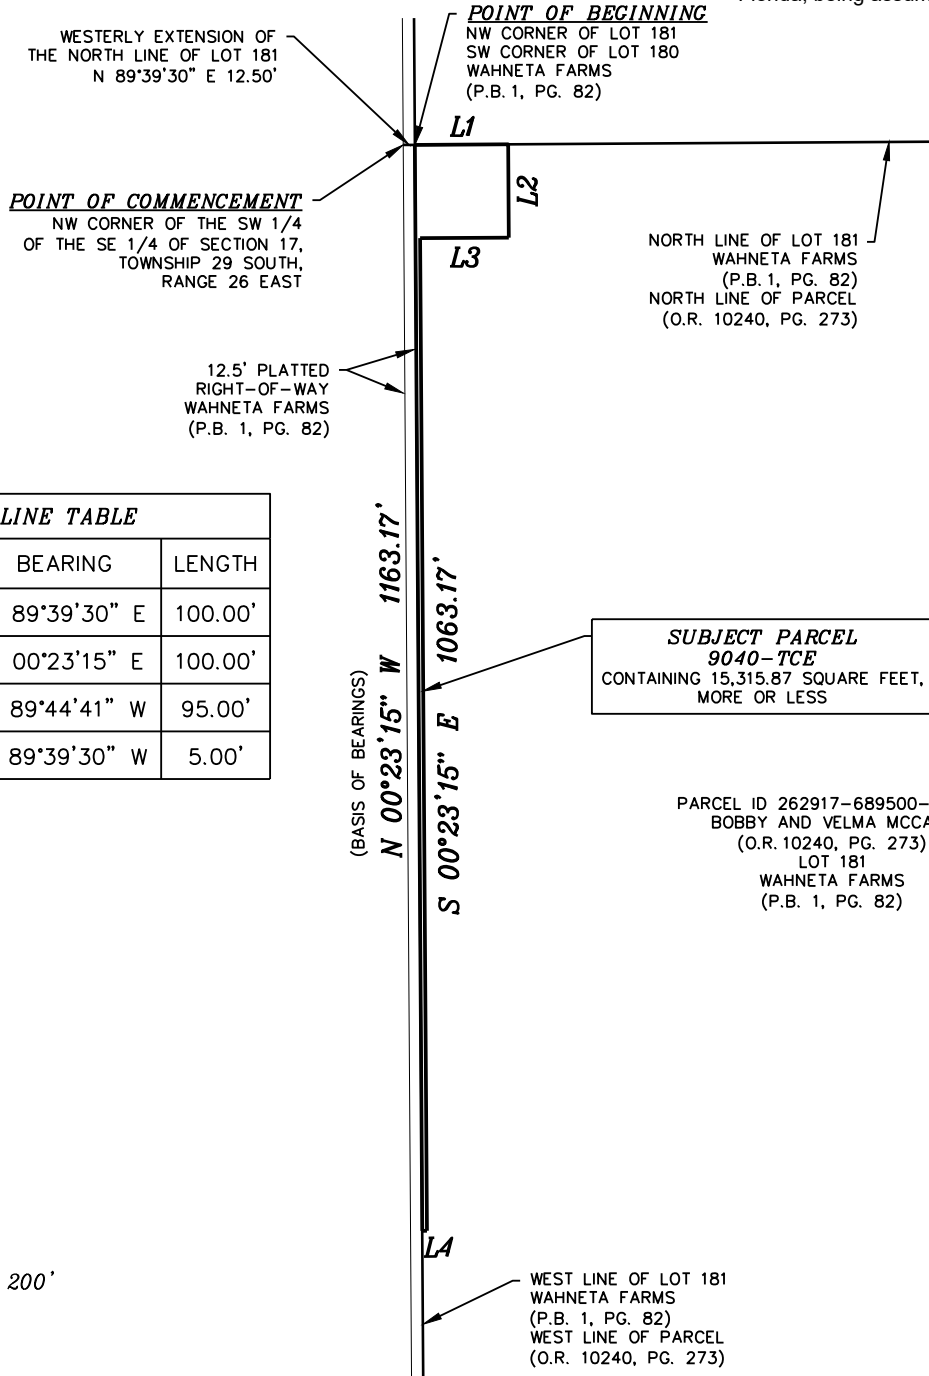 Florida, being assum
POINT OF BEGINNING
NW CORNER OF LOT 181
SW CORNER OF LOT 180
WAHNETA FARMS
(P.B. 1, PG. 82)
WESTERLY EXTENSION OF
THE NORTH LINE OF LOT 181
N 89°39'30" E 12.50'
L1
L2
L3
POINT OF COMMENCEMENT
NW CORNER OF THE SW 1/4
OF THE SE 1/4 OF SECTION 17,
TOWNSHIP 29 SOUTH,
RANGE 26 EAST
NORTH LINE OF LOT 181
WAHNETA FARMS
(P.B. 1, PG. 82)
NORTH LINE OF PARCEL
(O.R. 10240, PG. 273)
12.5' PLATTED
RIGHT-OF-WAY
WAHNETA FARMS
(P.B. 1, PG. 82)
LINE TABLE
BEARING LENGTH
89°39'30" E 100.00'
00°23'15" E 100.00'
89°44'41" W 95.00'
89°39'30" W 5.00'
(BASIS OF BEARINGS)
N 00°23'15" W 1163.17'
S 00°23'15" E 1063.17'
SUBJECT PARCEL
9040-TCE
CONTAINING 15,315.87 SQUARE FEET,
MORE OR LESS
PARCEL ID 262917-689500-
BOBBY AND VELMA MCCA
(O.R. 10240, PG. 273)
LOT 181
WAHNETA FARMS
(P.B. 1, PG. 82)
L4
200'
WEST LINE OF LOT 181
WAHNETA FARMS
(P.B. 1, PG. 82)
WEST LINE OF PARCEL
(O.R. 10240, PG. 273)